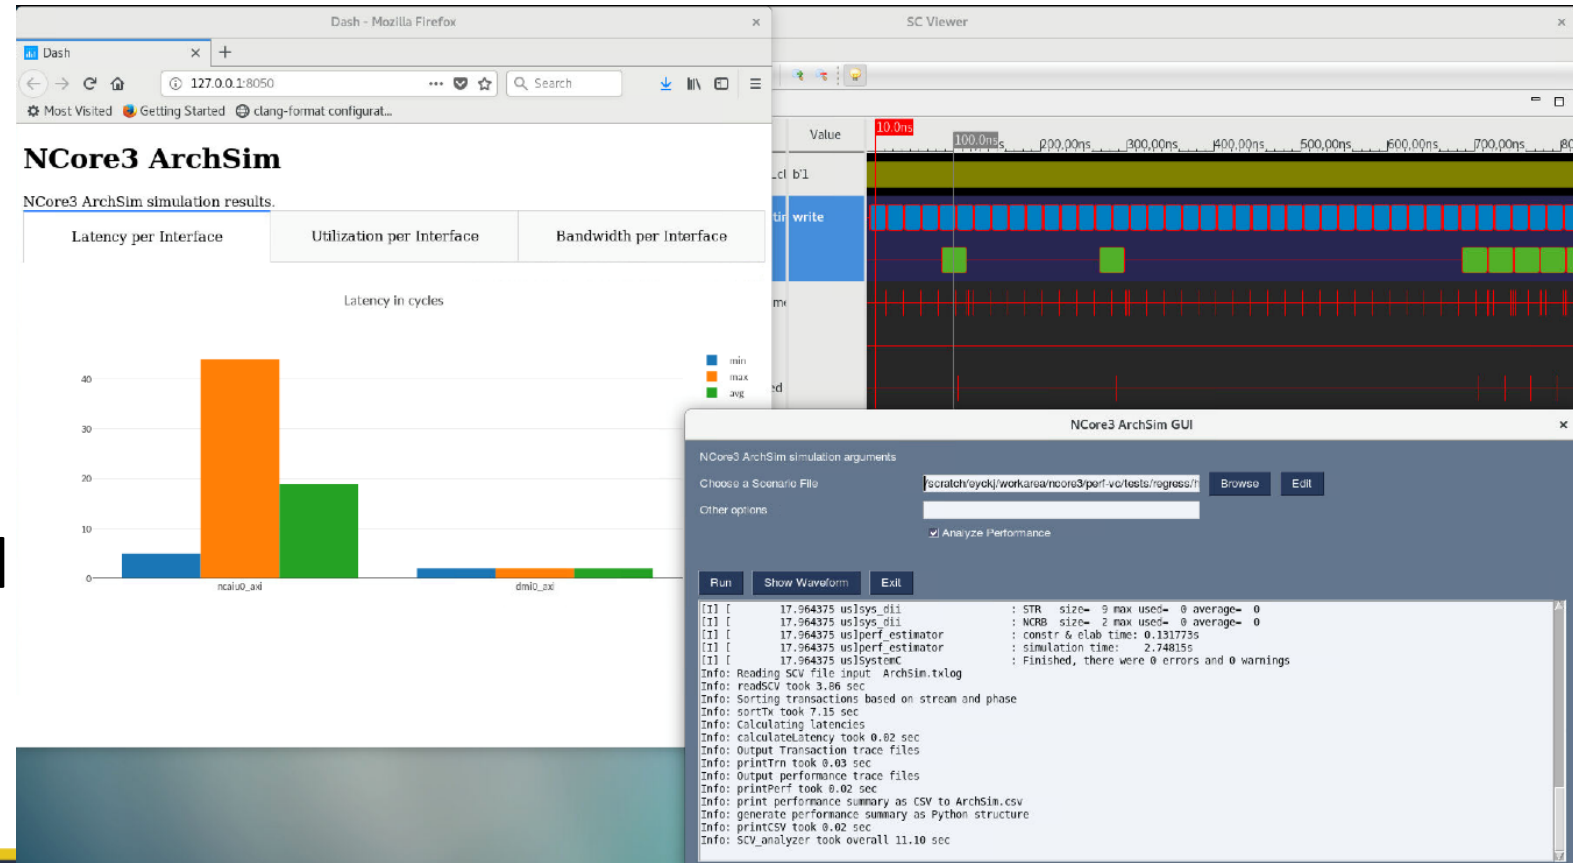 Dash - Mozilla Firefox
Dash
127.0.0.1:8050
Search
Most Visited Getting Started clang-format configurat...
NCore3 ArchSim
NCore3 ArchSim simulation results.
Latency per Interface Utilization per Interface Bandwidth per Interface
Latency in cycles
min
max
avg
40
30
20
10
0
ncaiu0_axi dmi0_axi
SC Viewer
Value
10.0ns
100.0ns 200.00ns 300.00ns 400.00ns 500.00ns 600.00ns 700.00ns
b'1
write
NCore3 ArchSim GUI
NCore3 ArchSim simulation arguments
Choose a Scenario File /scratch/eyckj/workarea/ncore3/perf-vc/tests/regress/ Browse Edit
Other options
Analyze Performance
Run Show Waveform Exit
[I] [ 17.964375 us]sys_dii : STR size= 9 max used= 0 average= 0
[I] [ 17.964375 us]sys_dii : NCRB size= 2 max used= 0 average= 0
[I] [ 17.964375 us]perf_estimator : constr & elab time: 0.131773s
[I] [ 17.964375 us]perf_estimator : simulation time: 2.74815s
[I] [ 17.964375 us]SystemC : Finished, there were 0 errors and 0 warnings
Info: Reading SCV file input ArchSim.txlog
Info: readSCV took 3.86 sec
Info: Sorting transactions based on stream and phase
Info: sortTx took 7.15 sec
Info: Calculating latencies
Info: calculateLatency took 0.02 sec
Info: Output Transaction trace files
Info: printTrn took 0.03 sec
Info: Output performance trace files
Info: printPerf took 0.02 sec
Info: print performance summary as CSV to ArchSim.csv
Info: generate performance summary as Python structure
Info: printCSV took 0.02 sec
Info: SCV_analyzer took overall 11.10 sec